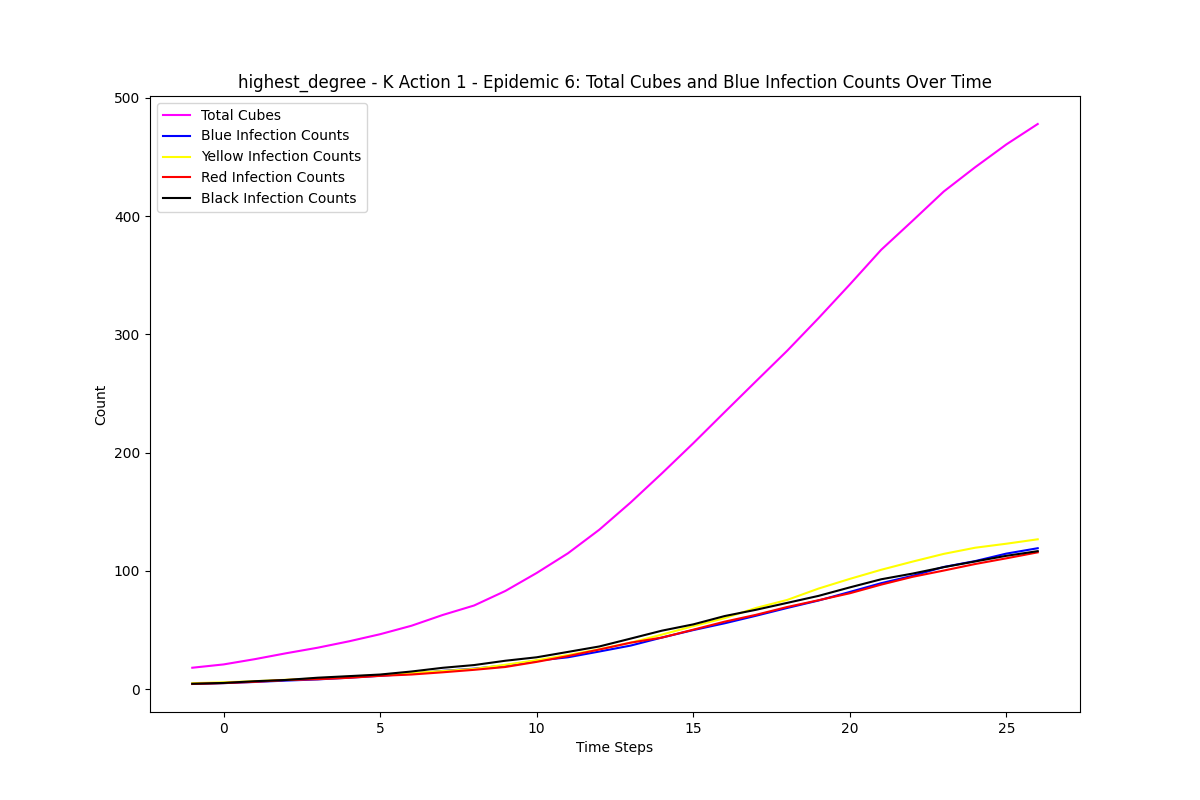 highest_degree - K Action 1 - Epidemic 6: Total Cubes and Blue Infection Counts Over Time
Total Cubes
Blue Infection Counts
Yellow Infection Counts
Red Infection Counts
Black Infection Counts
500
400
300
200
100
0
Count
0 5 10 15 20 25
Time Steps